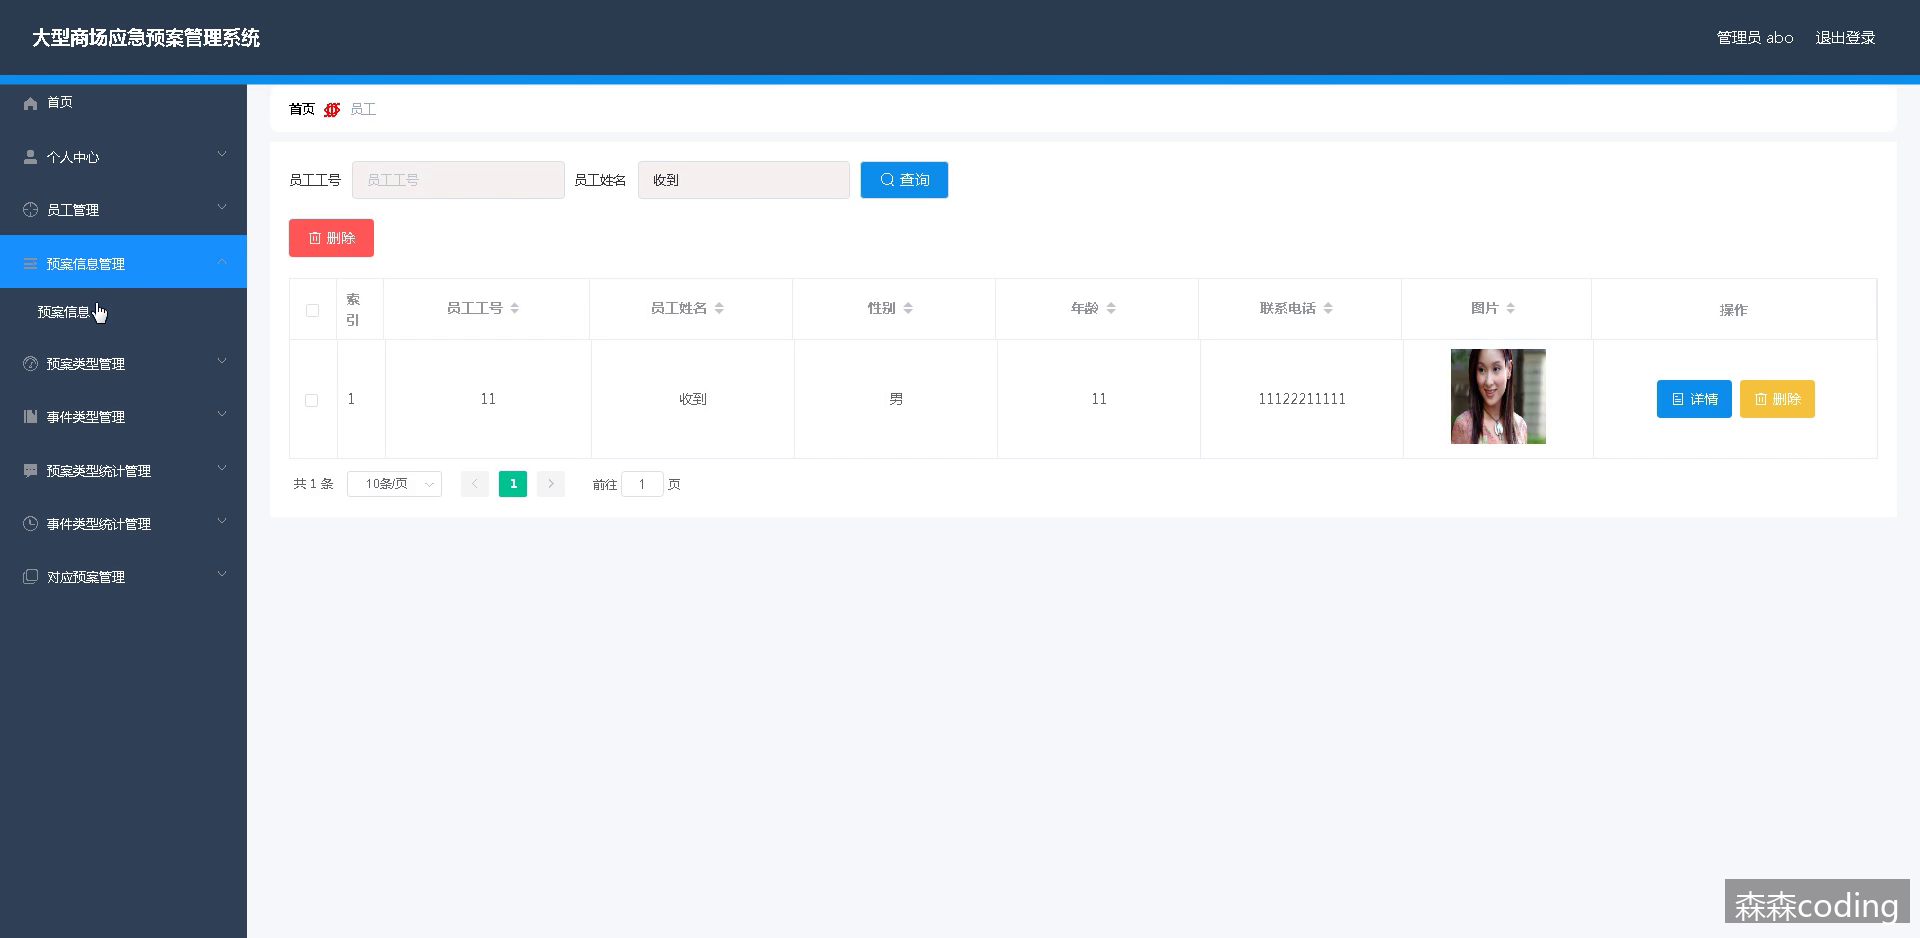 大型商场应急预案管理系统
管理员 abo
退出登录
首页
个人中心
员工管理
预案信息管理
预案信息
预案类型管理
事件类型管理
预案类型统计管理
事件类型统计管理
对应预案管理
首页 员工
员工工号 员工工号 员工姓名 收到 查询
删除
索引 员工工号 员工姓名 性别 年龄 联系电话 图片 操作
1 11 收到 男 11 11122211111 详情 删除
共 1 条 10条/页 1 前往 1 页
森森coding